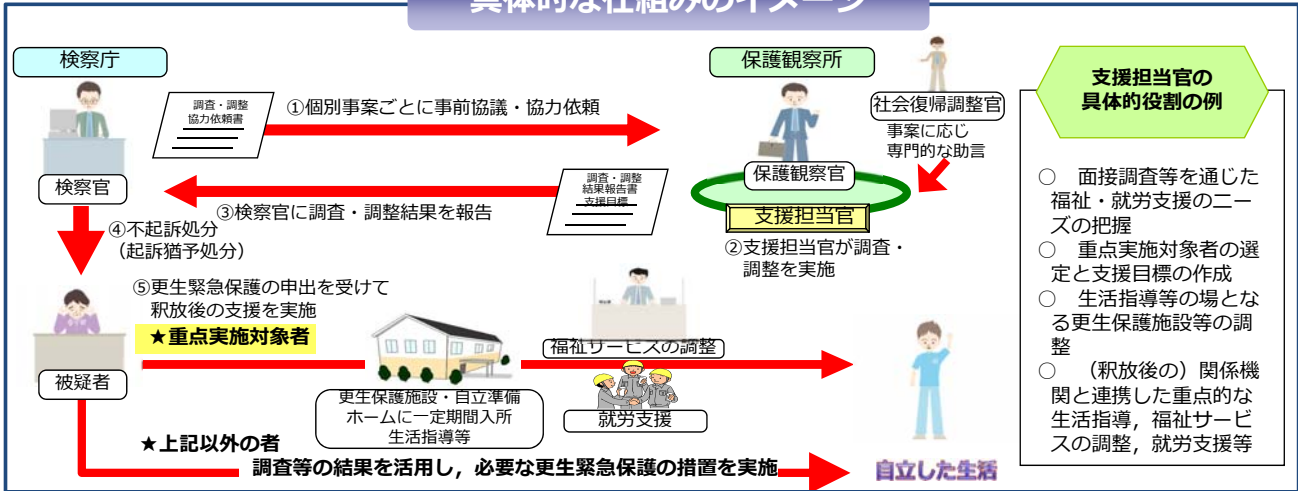 具体的な仕組みのイメージ
検察庁
保護観察所
調査・調整
協力依頼書
①個別事案ごとに事前協議・協力依頼
社会復帰調整官
事案に応じ
専門的な助言
検察官
保護観察官
調査・調整
結果報告書
支援目標
③検察官に調査・調整結果を報告
支援担当官
④不起訴処分
（起訴猶予処分）
②支援担当官が調査・
調整を実施
⑤更生緊急保護の申出を受けて
釈放後の支援を実施
★重点実施対象者
福祉サービスの調整
被疑者
更生保護施設・自立準備
ホームに一定期間入所
生活指導等
就労支援
★上記以外の者
調査等の結果を活用し，必要な更生緊急保護の措置を実施
自立した生活
支援担当官の
具体的役割の例
○　面接調査等を通じた
福祉・就労支援のニー
ズの把握
○　重点実施対象者の選
定と支援目標の作成
○　生活指導等の場とな
る更生保護施設等の調
整
○　（釈放後の）関係機
関と連携した重点的な
生活指導，福祉サービ
スの調整，就労支援等